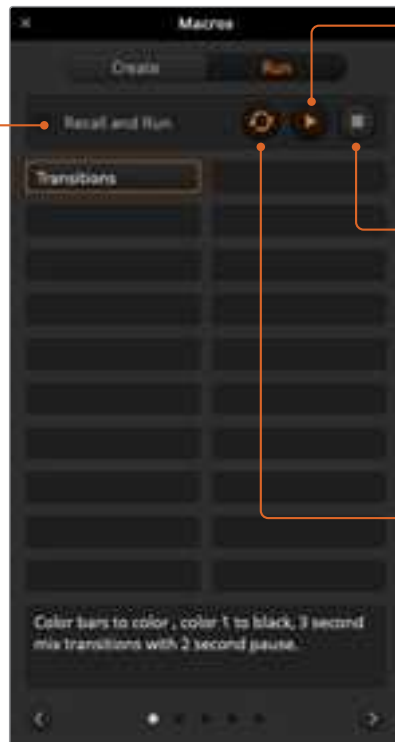 Macros
Create
Run
Recall and Run
Transitions
Color bars to color , color 1 to black, 3 second
mix transitions with 2 second pause.